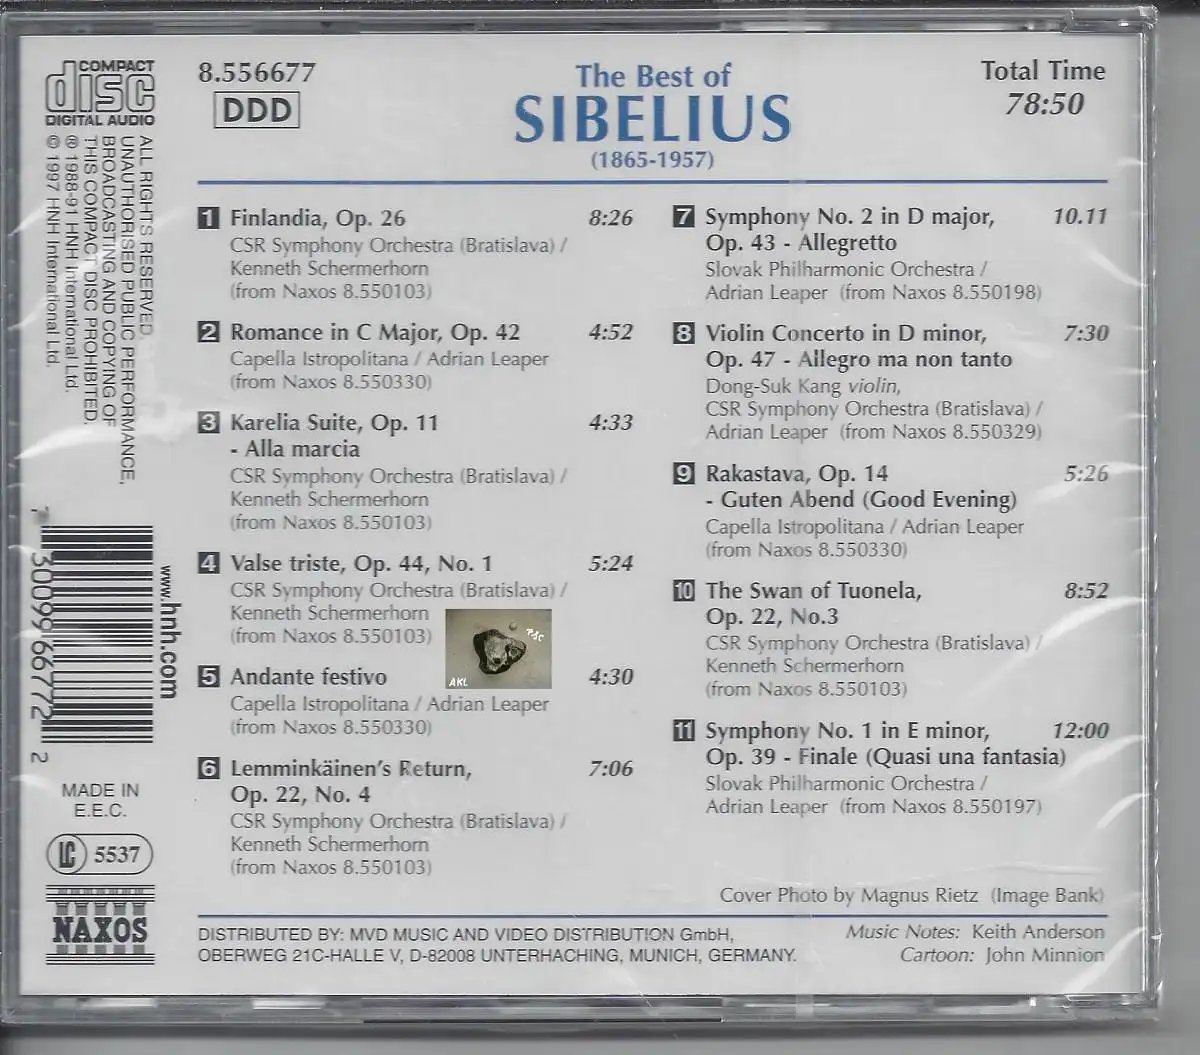 COMPACT
disc
DIGITAL AUDIO
ALL RIGHTS RESERVED.
UNAUTHORISED PUBLIC PERFORMANCE,
BROADCASTING AND COPYING OF
THIS COMPACT DISC PROHIBITED.
℗ 1988-91 HNH International Ltd.
© 1997 HNH International Ltd.
7 30099 66772 2
www.hnh.com
MADE IN
E.E.C.
LC 5537
NAXOS
8.556677
DDD
The Best of
SIBELIUS
(1865-1957)
Total Time
78:50
1 Finlandia, Op. 26 8:26
CSR Symphony Orchestra (Bratislava) /
Kenneth Schermerhorn
(from Naxos 8.550103)
2 Romance in C Major, Op. 42 4:52
Capella Istropolitana / Adrian Leaper
(from Naxos 8.550330)
3 Karelia Suite, Op. 11 4:33
- Alla marcia
CSR Symphony Orchestra (Bratislava) /
Kenneth Schermerhorn
(from Naxos 8.550103)
4 Valse triste, Op. 44, No. 1 5:24
CSR Symphony Orchestra (Bratislava) /
Kenneth Schermerhorn
(from Naxos 8.550103)
5 Andante festivo 4:30
Capella Istropolitana / Adrian Leaper
(from Naxos 8.550330)
6 Lemminkäinen's Return, 7:06
Op. 22, No. 4
CSR Symphony Orchestra (Bratislava) /
Kenneth Schermerhorn
(from Naxos 8.550103)
AKL
7 Symphony No. 2 in D major, 10.11
Op. 43 - Allegretto
Slovak Philharmonic Orchestra /
Adrian Leaper (from Naxos 8.550198)
8 Violin Concerto in D minor, 7:30
Op. 47 - Allegro ma non tanto
Dong-Suk Kang violin,
CSR Symphony Orchestra (Bratislava) /
Adrian Leaper (from Naxos 8.550329)
9 Rakastava, Op. 14 5:26
- Guten Abend (Good Evening)
Capella Istropolitana / Adrian Leaper
(from Naxos 8.550330)
10 The Swan of Tuonela, 8:52
Op. 22, No.3
CSR Symphony Orchestra (Bratislava) /
Kenneth Schermerhorn
(from Naxos 8.550103)
11 Symphony No. 1 in E minor, 12:00
Op. 39 - Finale (Quasi una fantasia)
Slovak Philharmonic Orchestra /
Adrian Leaper (from Naxos 8.550197)
Cover Photo by Magnus Rietz (Image Bank)
DISTRIBUTED BY: MVD MUSIC AND VIDEO DISTRIBUTION GmbH,
OBERWEG 21C-HALLE V, D-82008 UNTERHACHING, MUNICH, GERMANY.
Music Notes: Keith Anderson
Cartoon: John Minnion